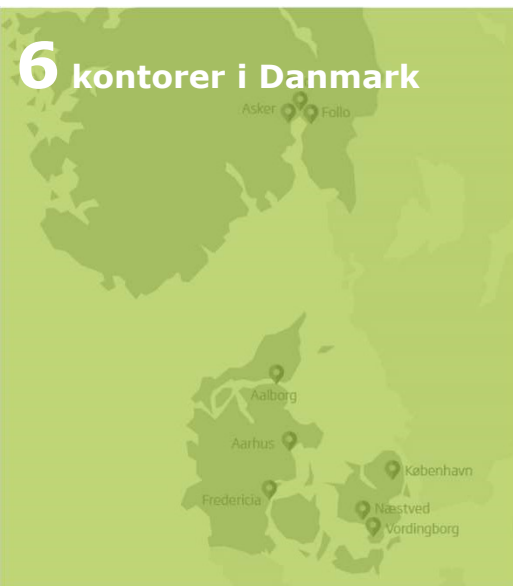 6 kontorer i Danmark
Asker
Follo
Aalborg
Aarhus
København
Fredericia
Næstved
Vordingborg